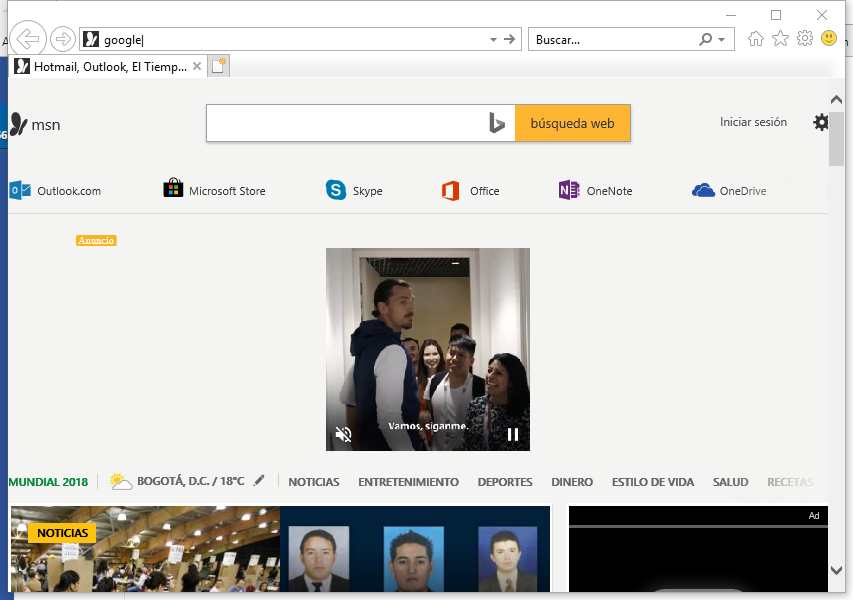 google
Buscar...
Hotmail, Outlook, El Tiemp...
msn
búsqueda web
Iniciar sesión
Outlook.com
Microsoft Store
Skype
Office
OneNote
OneDrive
Anuncio
Vamos, síganme.
MUNDIAL 2018
BOGOTÁ, D.C. / 18°C
NOTICIAS
ENTRETENIMIENTO
DEPORTES
DINERO
ESTILO DE VIDA
SALUD
RECETAS
NOTICIAS
Ad